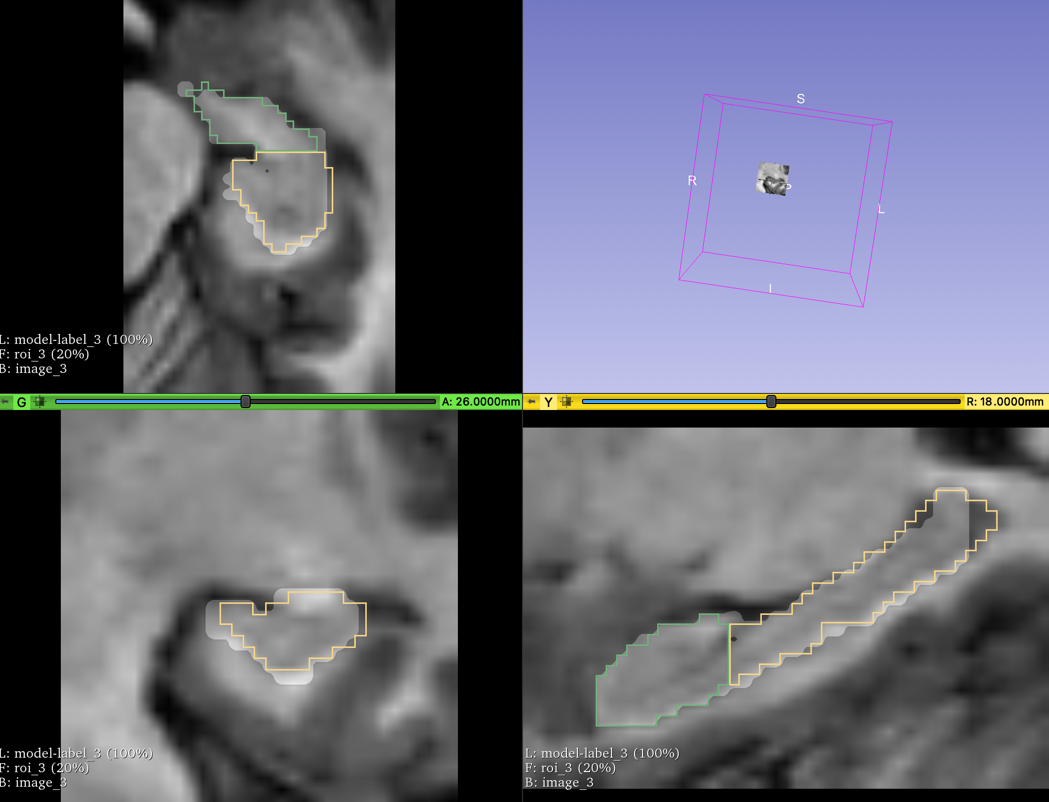 L: model-label_3 (100%)
F: roi_3 (20%)
B: image_3
S
R
P
L
I
G
A: 26.0000mm
Y
R: 18.0000mm
L: model-label_3 (100%)
F: roi_3 (20%)
B: image_3
L: model-label_3 (100%)
F: roi_3 (20%)
B: image_3